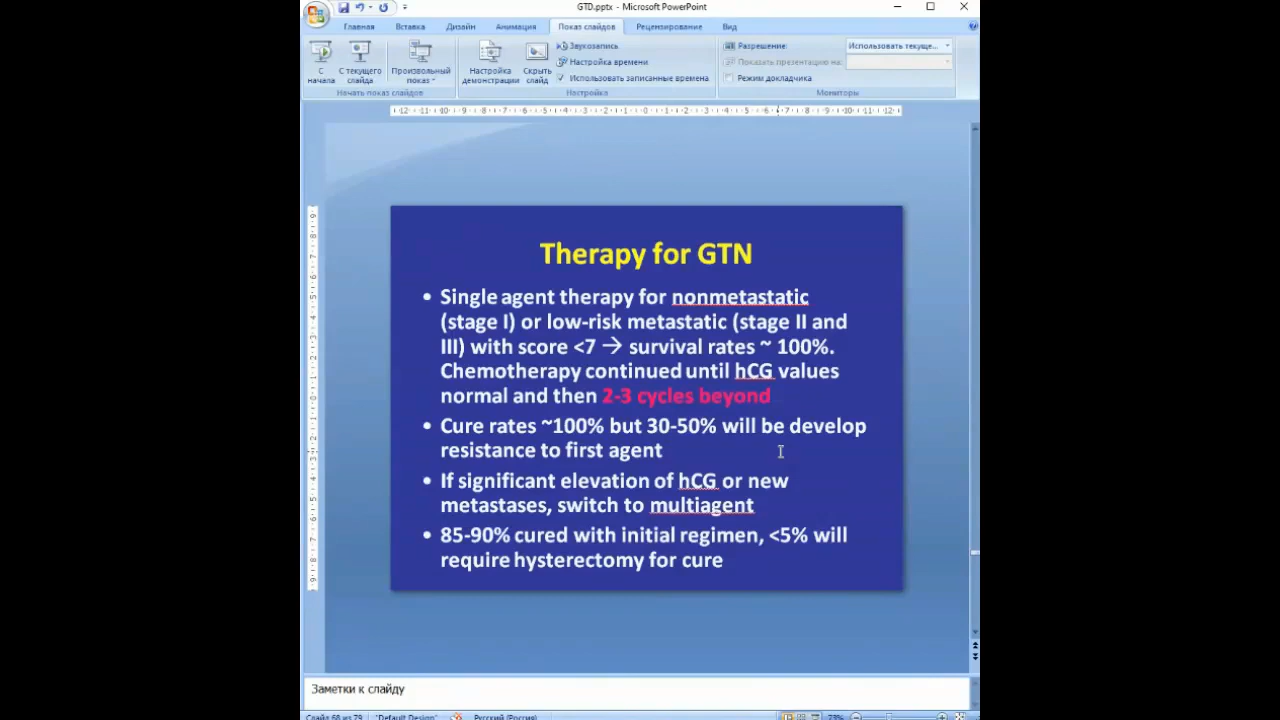 GTD.pptx - Microsoft PowerPoint
Главная Вставка Дизайн Анимация Показ слайдов Рецензирование Вид
С начала
С текущего слайда
Произвольный показ
Начать показ слайдов
Настройка демонстрации
Скрыть слайд
Звукозапись
Настройка времени
Использовать записанные времена
Настройка
Разрешение: Использовать текуще...
Показать презентацию на:
Режим докладчика
Мониторы
Therapy for GTN
• Single agent therapy for nonmetastatic
(stage I) or low-risk metastatic (stage II and
III) with score <7 → survival rates ~ 100%.
Chemotherapy continued until hCG values
normal and then 2-3 cycles beyond
• Cure rates ~100% but 30-50% will be develop
resistance to first agent
• If significant elevation of hCG or new
metastases, switch to multiagent
• 85-90% cured with initial regimen, <5% will
require hysterectomy for cure
Заметки к слайду
Слайд 68 из 79 "Default Design" Русский (Россия) 73%